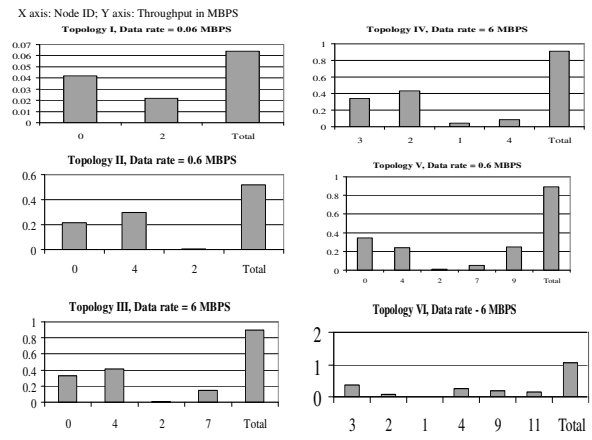 X axis: Node ID; Y axis: Throughput in MBPS
Topology I, Data rate = 0.06 MBPS
0.07
0.06
0.05
0.04
0.03
0.02
0.01
0
0 2 Total
Topology II, Data rate = 0.6 MBPS
0.6
0.4
0.2
0
0 4 2 Total
Topology III, Data rate = 6 MBPS
1
0.8
0.6
0.4
0.2
0
0 4 2 7 Total
Topology IV, Data rate = 6 MBPS
1
0.8
0.6
0.4
0.2
0
3 2 1 4 Total
Topology V, Data rate = 0.6 MBPS
1
0.8
0.6
0.4
0.2
0
0 4 2 7 9 Total
Topology VI, Data rate - 6 MBPS
2
1
0
3 2 1 4 9 11 Total